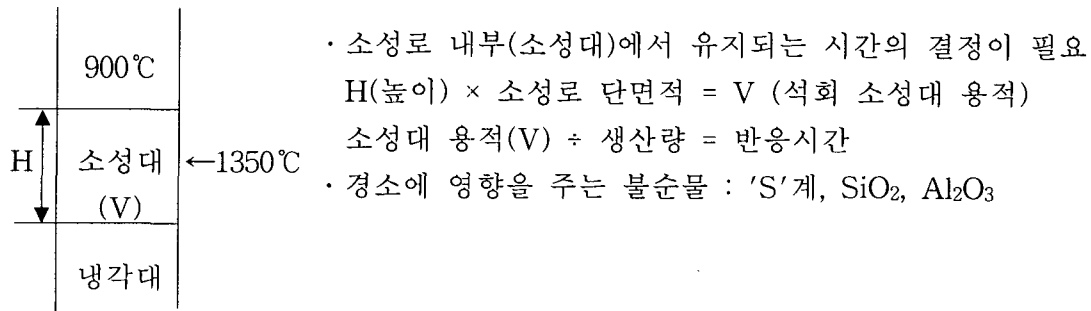 900℃
H
소성대
(V)
←1350℃
냉각대
· 소성로 내부(소성대)에서 유지되는 시간의 결정이 필요
H(높이) × 소성로 단면적 = V (석회 소성대 용적)
소성대 용적(V) ÷ 생산량 = 반응시간
· 경소에 영향을 주는 불순물 : 'S'계, SiO₂, Al₂O₃